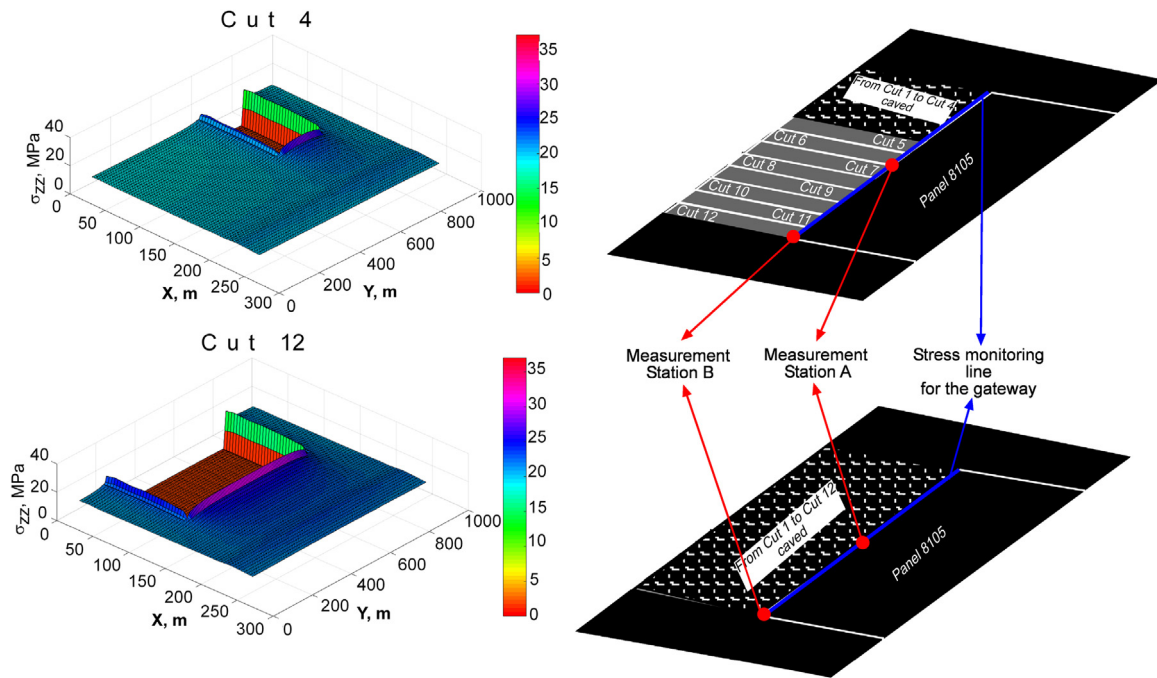 Cut 4
40
20
0
σzz, MPa
0
50
100
150
200
250
300
X, m
0
200
400
600
800
1000
Y, m
35
30
25
20
15
10
5
0
From Cut 1 to Cut 4
caved
Cut 6
Cut 5
Cut 8
Cut 7
Cut 10
Cut 9
Cut 12
Cut 11
Panel 8105
Cut 12
40
20
0
σzz, MPa
0
50
100
150
200
250
300
X, m
0
200
400
600
800
1000
Y, m
35
30
25
20
15
10
5
0
Measurement
Station B
Measurement
Station A
Stress monitoring
line
for the gateway
From Cut 1 to Cut 12
caved
Panel 8105